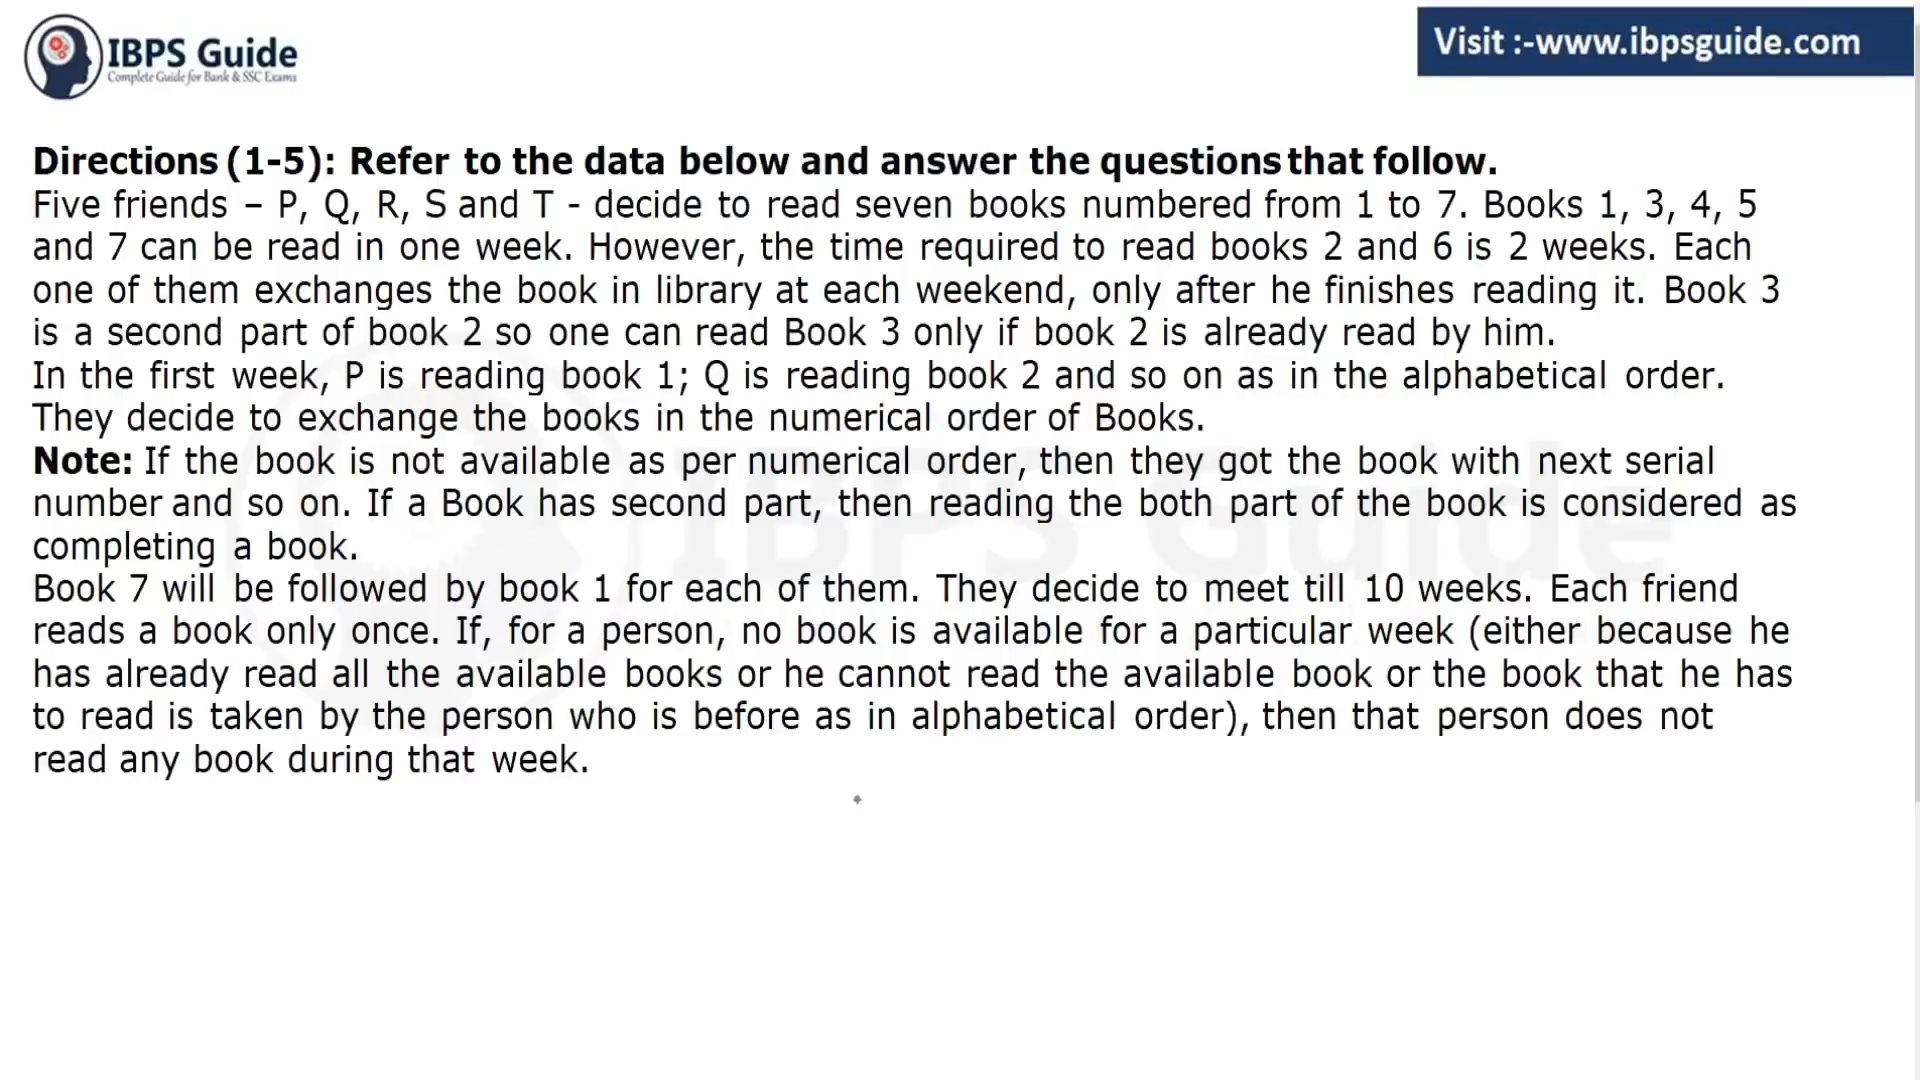 IBPS Guide
Complete Guide for Bank & SSC Exams
Visit :-www.ibpsguide.com
Directions (1-5): Refer to the data below and answer the questions that follow.
Five friends – P, Q, R, S and T - decide to read seven books numbered from 1 to 7. Books 1, 3, 4, 5
and 7 can be read in one week. However, the time required to read books 2 and 6 is 2 weeks. Each
one of them exchanges the book in library at each weekend, only after he finishes reading it. Book 3
is a second part of book 2 so one can read Book 3 only if book 2 is already read by him.
In the first week, P is reading book 1; Q is reading book 2 and so on as in the alphabetical order.
They decide to exchange the books in the numerical order of Books.
Note: If the book is not available as per numerical order, then they got the book with next serial
number and so on. If a Book has second part, then reading the both part of the book is considered as
completing a book.
Book 7 will be followed by book 1 for each of them. They decide to meet till 10 weeks. Each friend
reads a book only once. If, for a person, no book is available for a particular week (either because he
has already read all the available books or he cannot read the available book or the book that he has
to read is taken by the person who is before as in alphabetical order), then that person does not
read any book during that week.
IBPS Guide